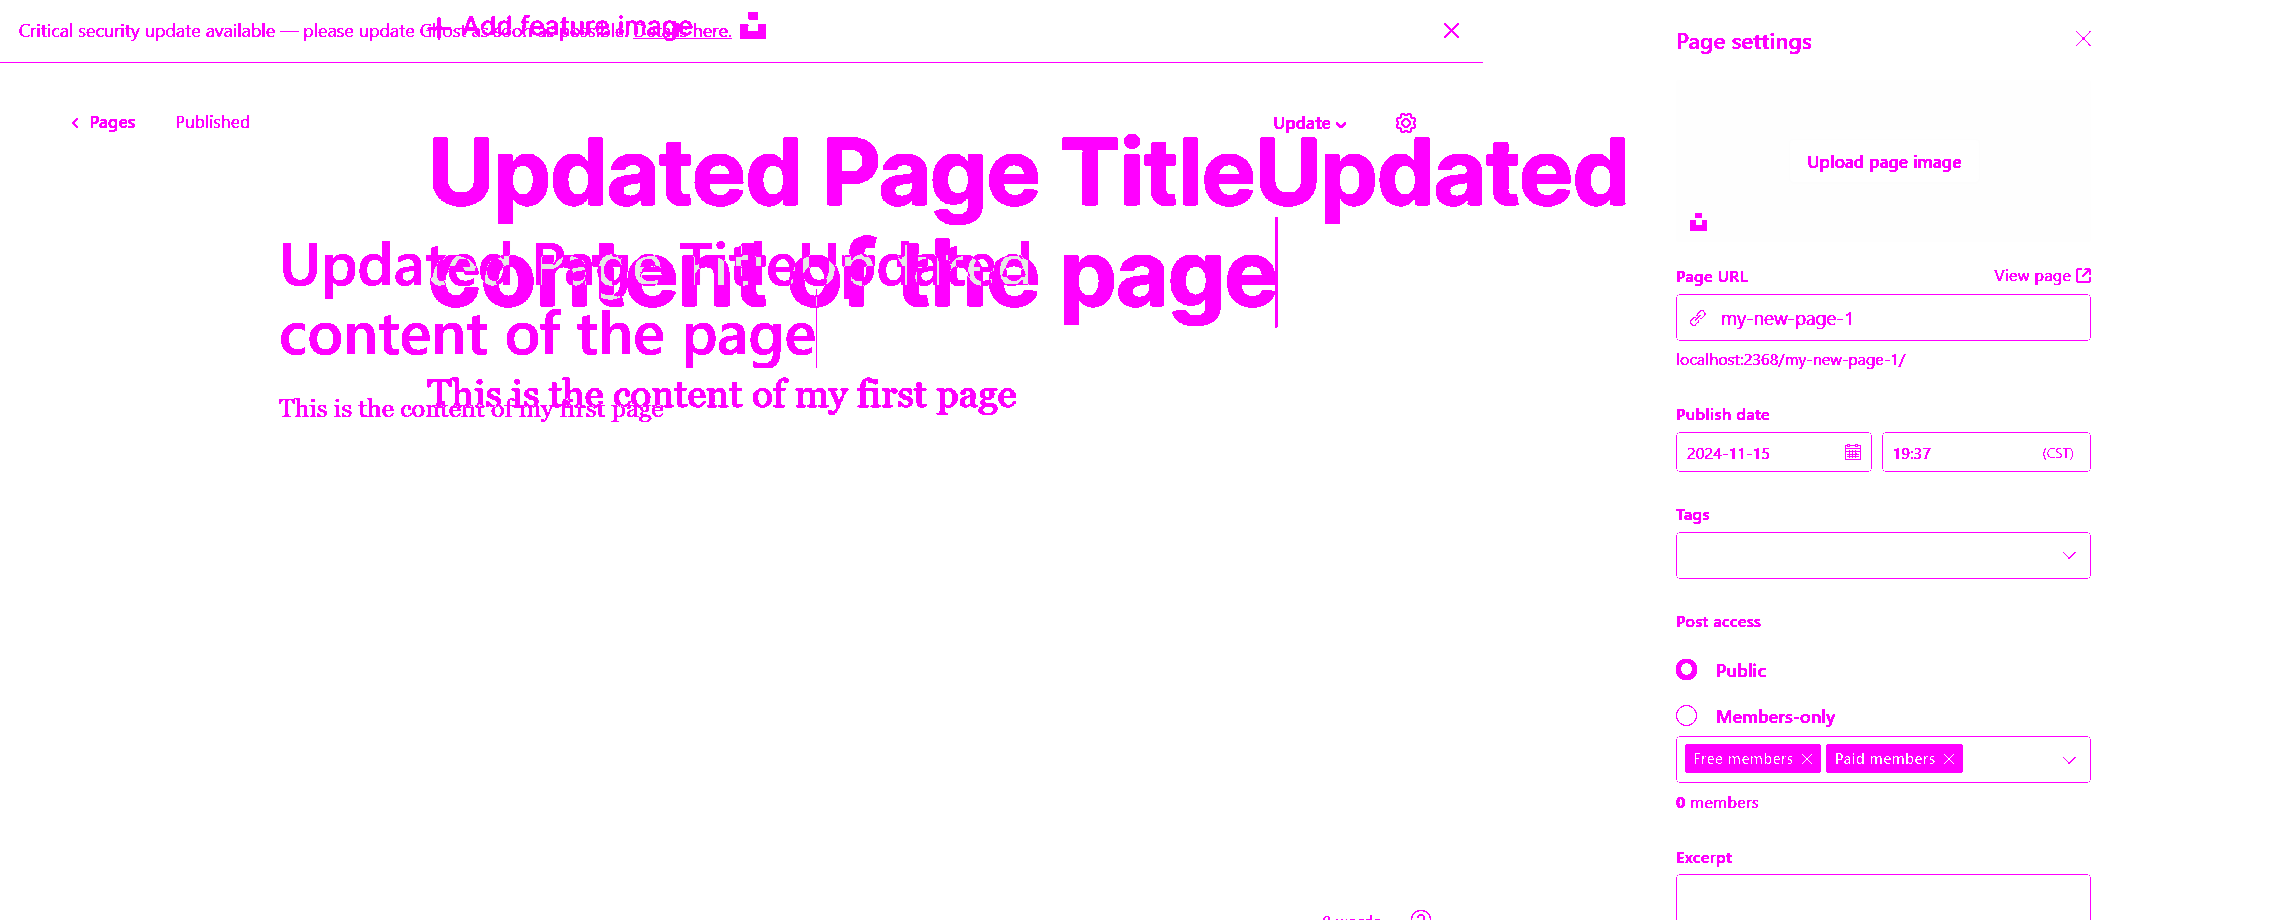 Critical security update available — please update Ghost as soon as possible. Details here.
+ Add feature image
Pages
Published
Update
Updated Page TitleUpdated
content of the page
Updated Page TitleUpdated
content of the page
This is the content of my first page
This is the content of my first page
Page settings
Upload page image
Page URL
View page
my-new-page-1
localhost:2368/my-new-page-1/
Publish date
2024-11-15
19:37
(CST)
Tags
Post access
Public
Members-only
Free members
Paid members
0 members
Excerpt